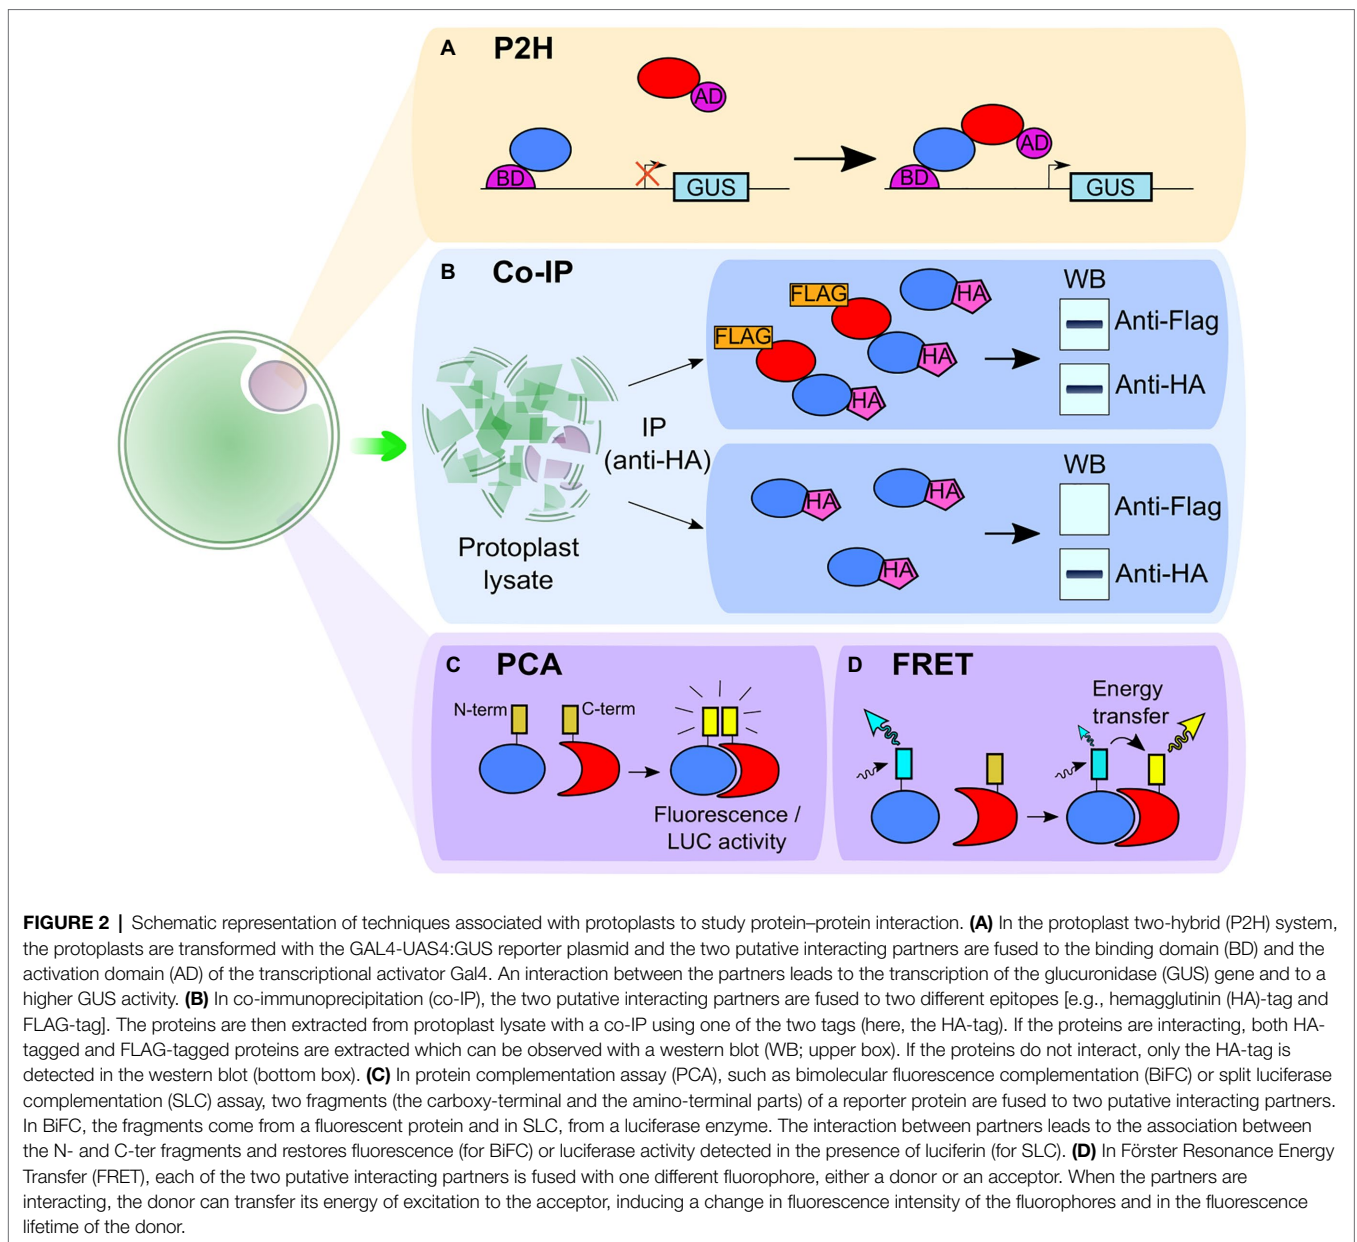 A P2H
AD
BD
GUS
AD
BD
GUS
B Co-IP
FLAG
HA
FLAG
HA
HA
WB
Anti-Flag
Anti-HA
IP
(anti-HA)
HA
HA
HA
WB
Anti-Flag
Anti-HA
Protoplast
lysate
C PCA
N-term
C-term
Fluorescence /
LUC activity
D FRET
Energy
transfer
FIGURE 2 | Schematic representation of techniques associated with protoplasts to study protein–protein interaction. (A) In the protoplast two-hybrid (P2H) system,
the protoplasts are transformed with the GAL4-UAS4:GUS reporter plasmid and the two putative interacting partners are fused to the binding domain (BD) and the
activation domain (AD) of the transcriptional activator Gal4. An interaction between the partners leads to the transcription of the glucuronidase (GUS) gene and to a
higher GUS activity. (B) In co-immunoprecipitation (co-IP), the two putative interacting partners are fused to two different epitopes [e.g., hemagglutinin (HA)-tag and
FLAG-tag]. The proteins are then extracted from protoplast lysate with a co-IP using one of the two tags (here, the HA-tag). If the proteins are interacting, both HA-
tagged and FLAG-tagged proteins are extracted which can be observed with a western blot (WB; upper box). If the proteins do not interact, only the HA-tag is
detected in the western blot (bottom box). (C) In protein complementation assay (PCA), such as bimolecular fluorescence complementation (BiFC) or split luciferase
complementation (SLC) assay, two fragments (the carboxy-terminal and the amino-terminal parts) of a reporter protein are fused to two putative interacting partners.
In BiFC, the fragments come from a fluorescent protein and in SLC, from a luciferase enzyme. The interaction between partners leads to the association between
the N- and C-ter fragments and restores fluorescence (for BiFC) or luciferase activity detected in the presence of luciferin (for SLC). (D) In Förster Resonance Energy
Transfer (FRET), each of the two putative interacting partners is fused with one different fluorophore, either a donor or an acceptor. When the partners are
interacting, the donor can transfer its energy of excitation to the acceptor, inducing a change in fluorescence intensity of the fluorophores and in the fluorescence
lifetime of the donor.